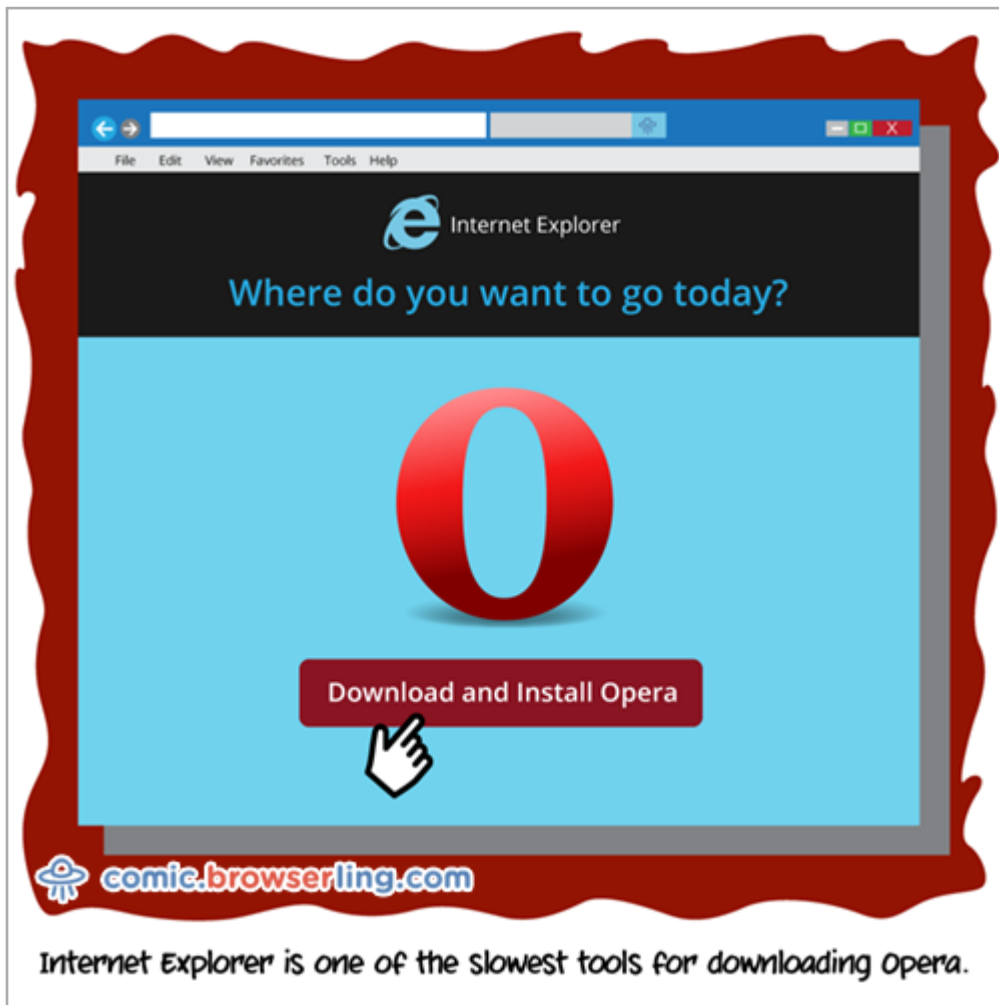 File Edit View Favorites Tools Help
Internet Explorer
Where do you want to go today?
Download and Install Opera
comic.browserling.com
Internet Explorer is one of the slowest tools for downloading Opera.